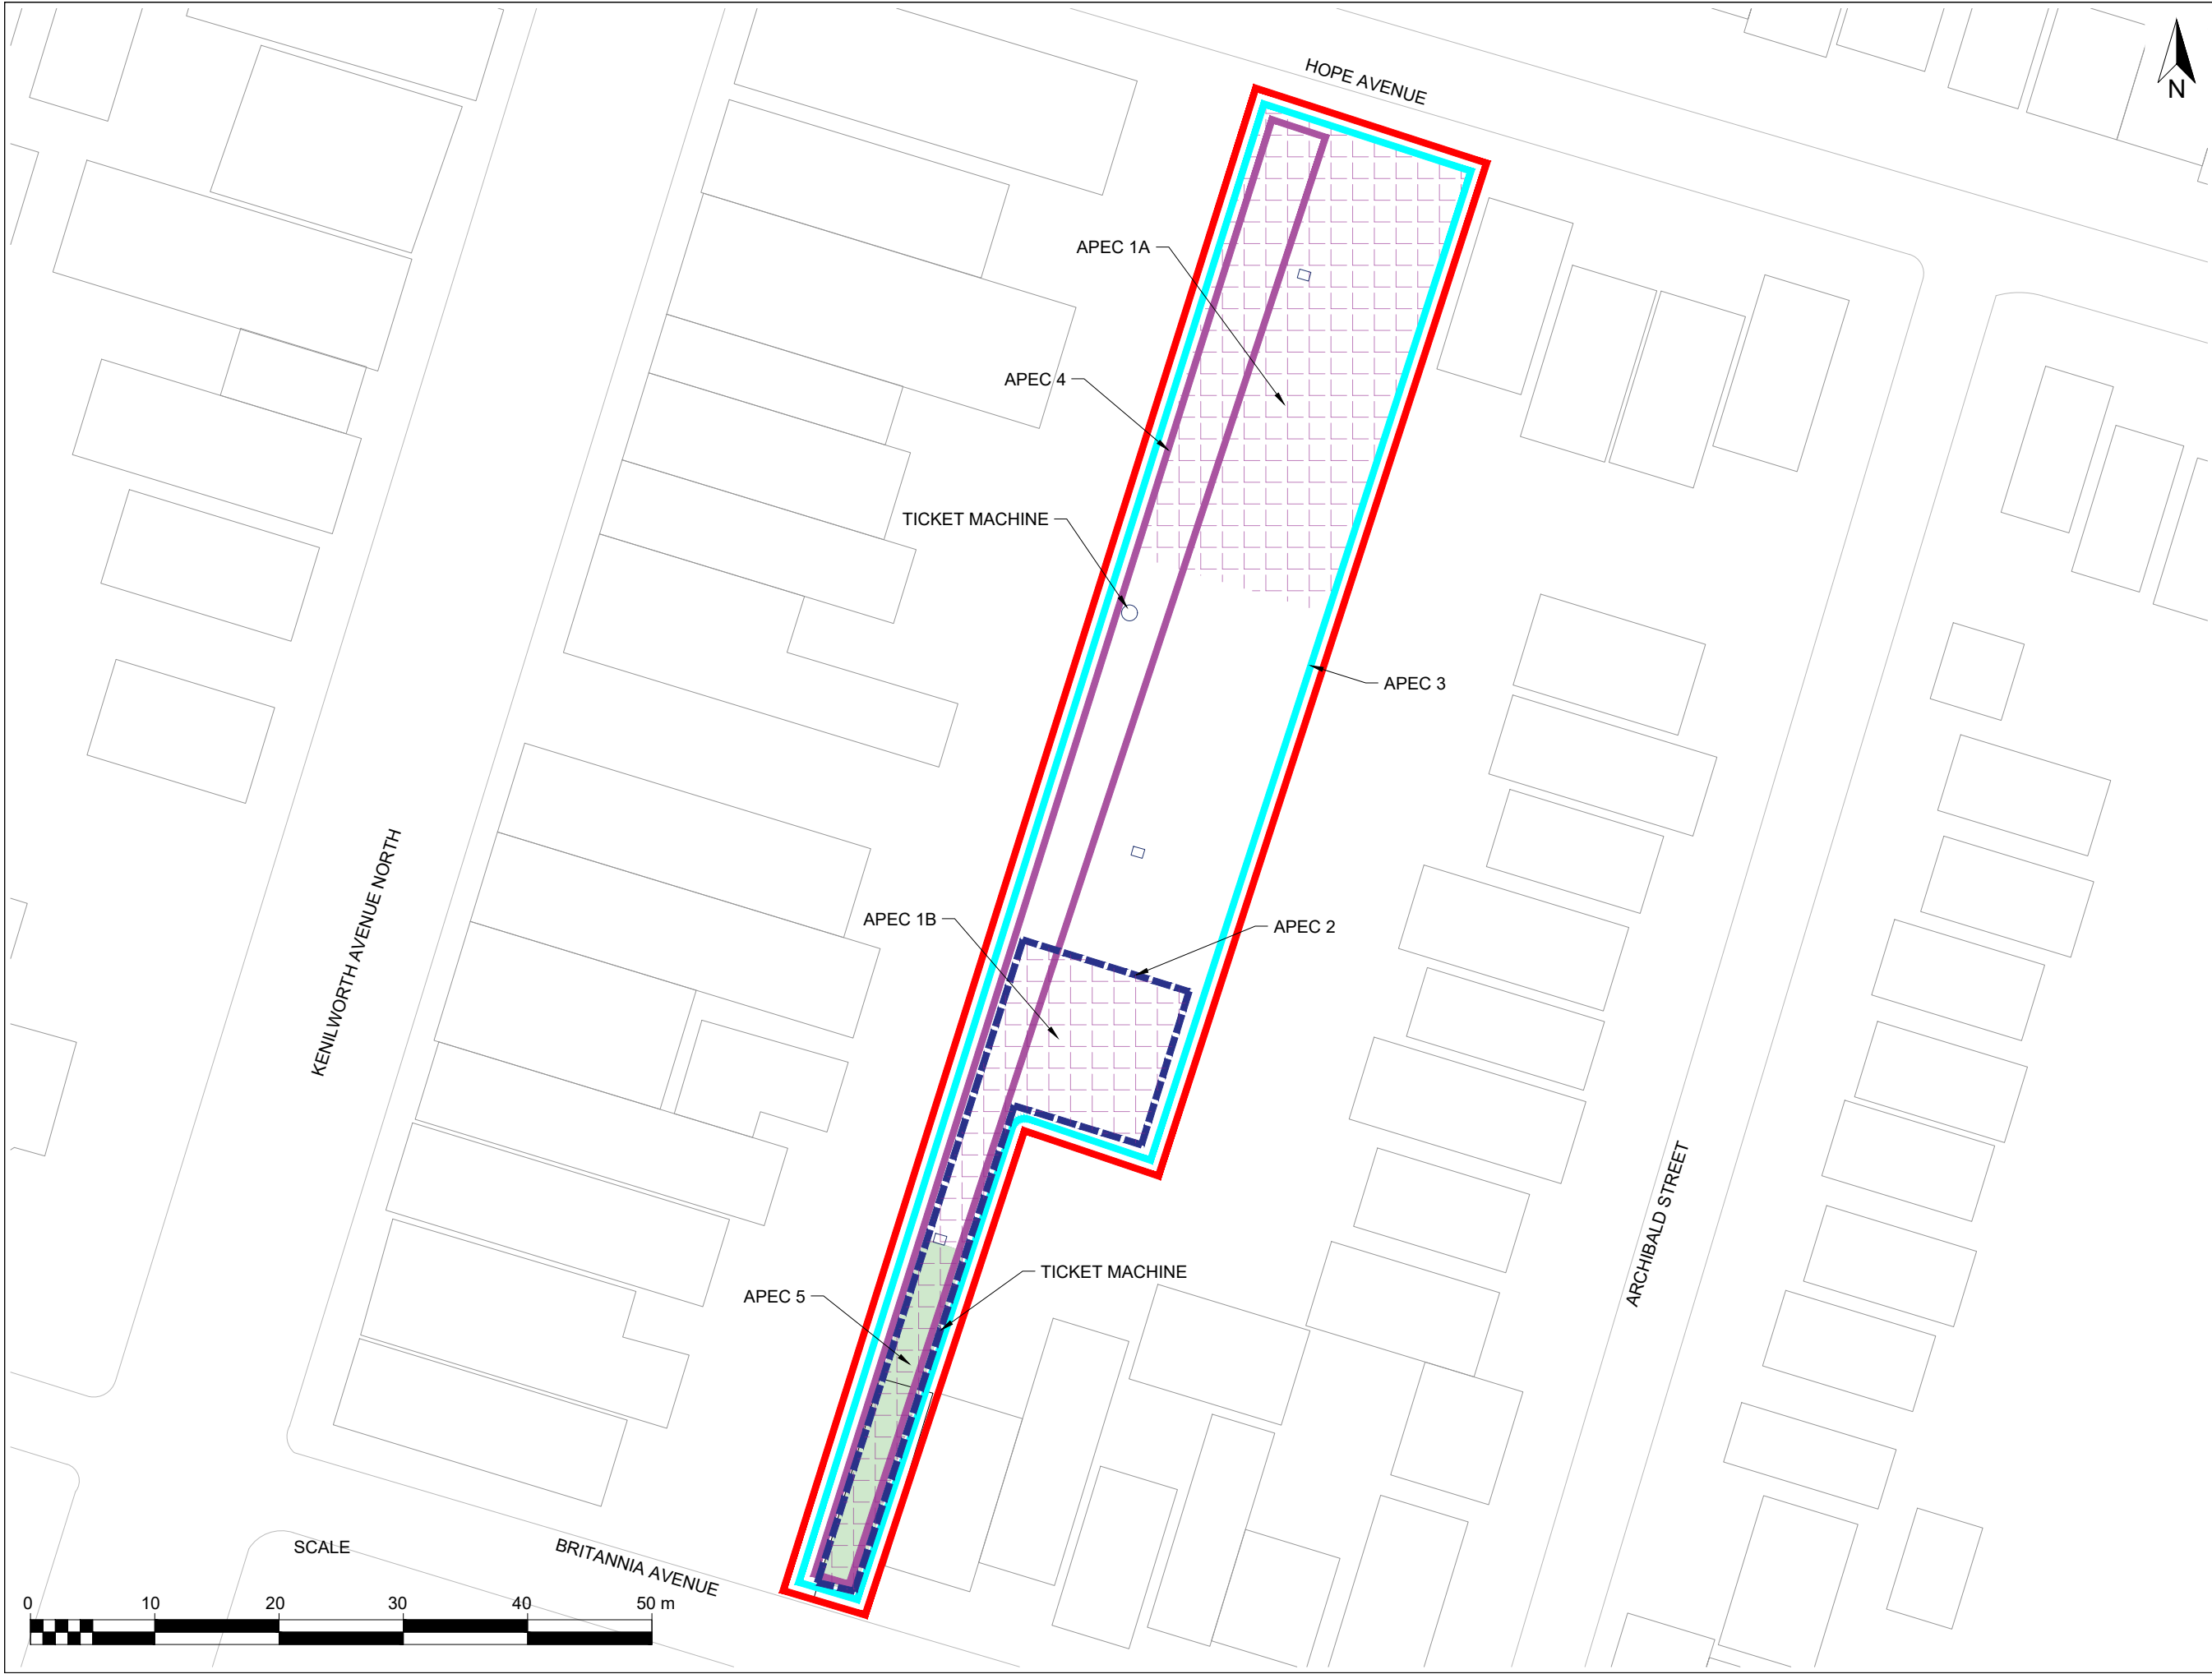 HOPE AVENUE
N
APEC 1A
APEC 4
TICKET MACHINE
APEC 3
KENILWORTH AVENUE NORTH
APEC 1B
APEC 2
ARCHIBALD STREET
TICKET MACHINE
APEC 5
SCALE
BRITANNIA AVENUE
0 10 20 30 40 50 m